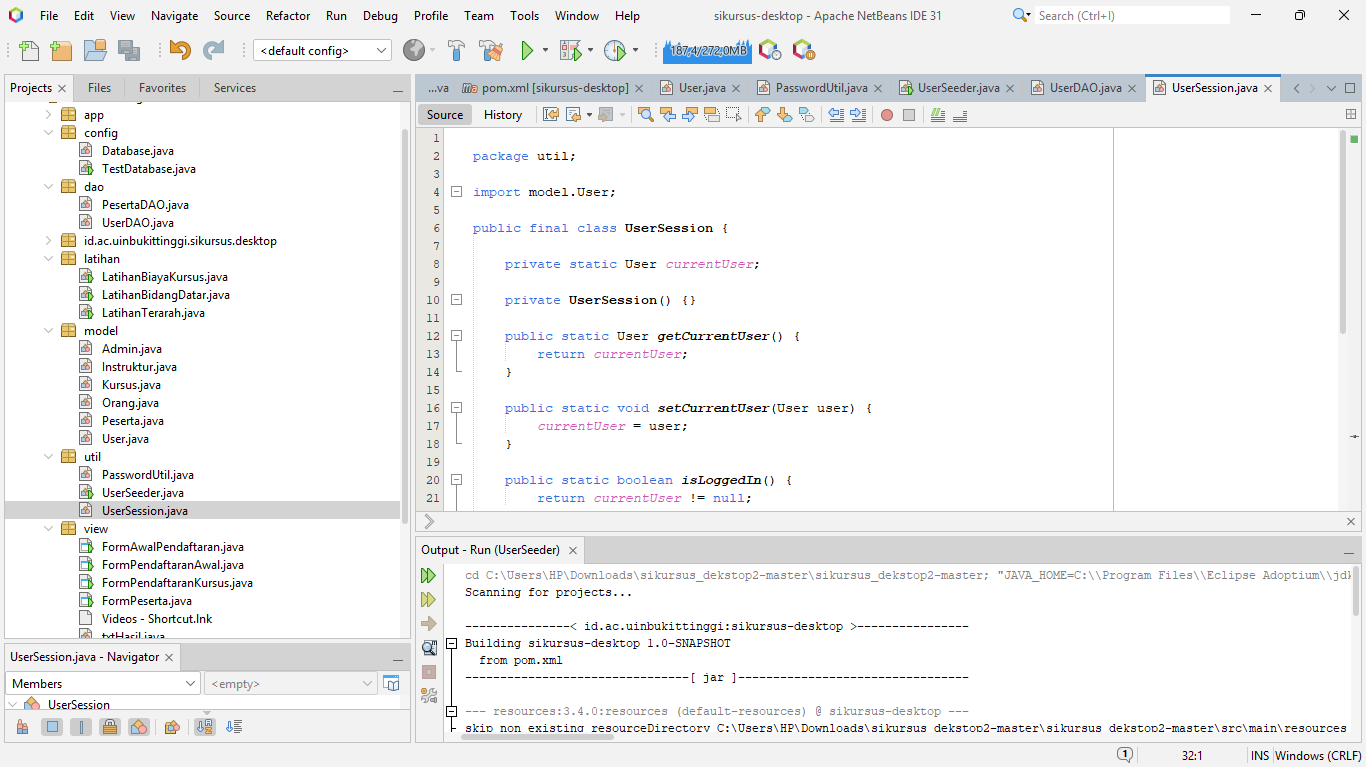 File Edit View Navigate Source Refactor Run Debug Profile Team Tools Window Help sikursus-desktop - Apache NetBeans IDE 31 Search (Ctrl+I)
<default config> 187,4/272,0MB
Projects Files Favorites Services
app
config
Database.java
TestDatabase.java
dao
PesertaDAO.java
UserDAO.java
id.ac.uinbukittinggi.sikursus.desktop
latihan
LatihanBiayaKursus.java
LatihanBidangDatar.java
LatihanTerarah.java
model
Admin.java
Instruktur.java
Kursus.java
Orang.java
Peserta.java
User.java
util
PasswordUtil.java
UserSeeder.java
UserSession.java
view
FormAwalPendaftaran.java
FormPendaftaranAwal.java
FormPendaftaranKursus.java
FormPeserta.java
Videos - Shortcut.lnk
txtHasil.java
UserSession.java - Navigator
Members <empty>
UserSession
...va pom.xml [sikursus-desktop] User.java PasswordUtil.java UserSeeder.java UserDAO.java UserSession.java
Source History
1
2 package util;
3
4 import model.User;
5
6 public final class UserSession {
7
8 private static User currentUser;
9
10 private UserSession() {}
11
12 public static User getCurrentUser() {
13 return currentUser;
14 }
15
16 public static void setCurrentUser(User user) {
17 currentUser = user;
18 }
19
20 public static boolean isLoggedIn() {
21 return currentUser != null;
Output - Run (UserSeeder)
cd C:\Users\HP\Downloads\sikursus_dekstop2-master\sikursus_dekstop2-master; "JAVA_HOME=C:\\Program Files\\Eclipse Adoptium\\jdk
Scanning for projects...
---------------< id.ac.uinbukittinggi:sikursus-desktop >----------------
Building sikursus-desktop 1.0-SNAPSHOT
from pom.xml
--------------------------------[ jar ]---------------------------------
--- resources:3.4.0:resources (default-resources) @ sikursus-desktop ---
skip non existing resourceDirectory C:\Users\HP\Downloads\sikursus_dekstop2-master\sikursus_dekstop2-master\src\main\resources
1 32:1 INS Windows (CRLF)